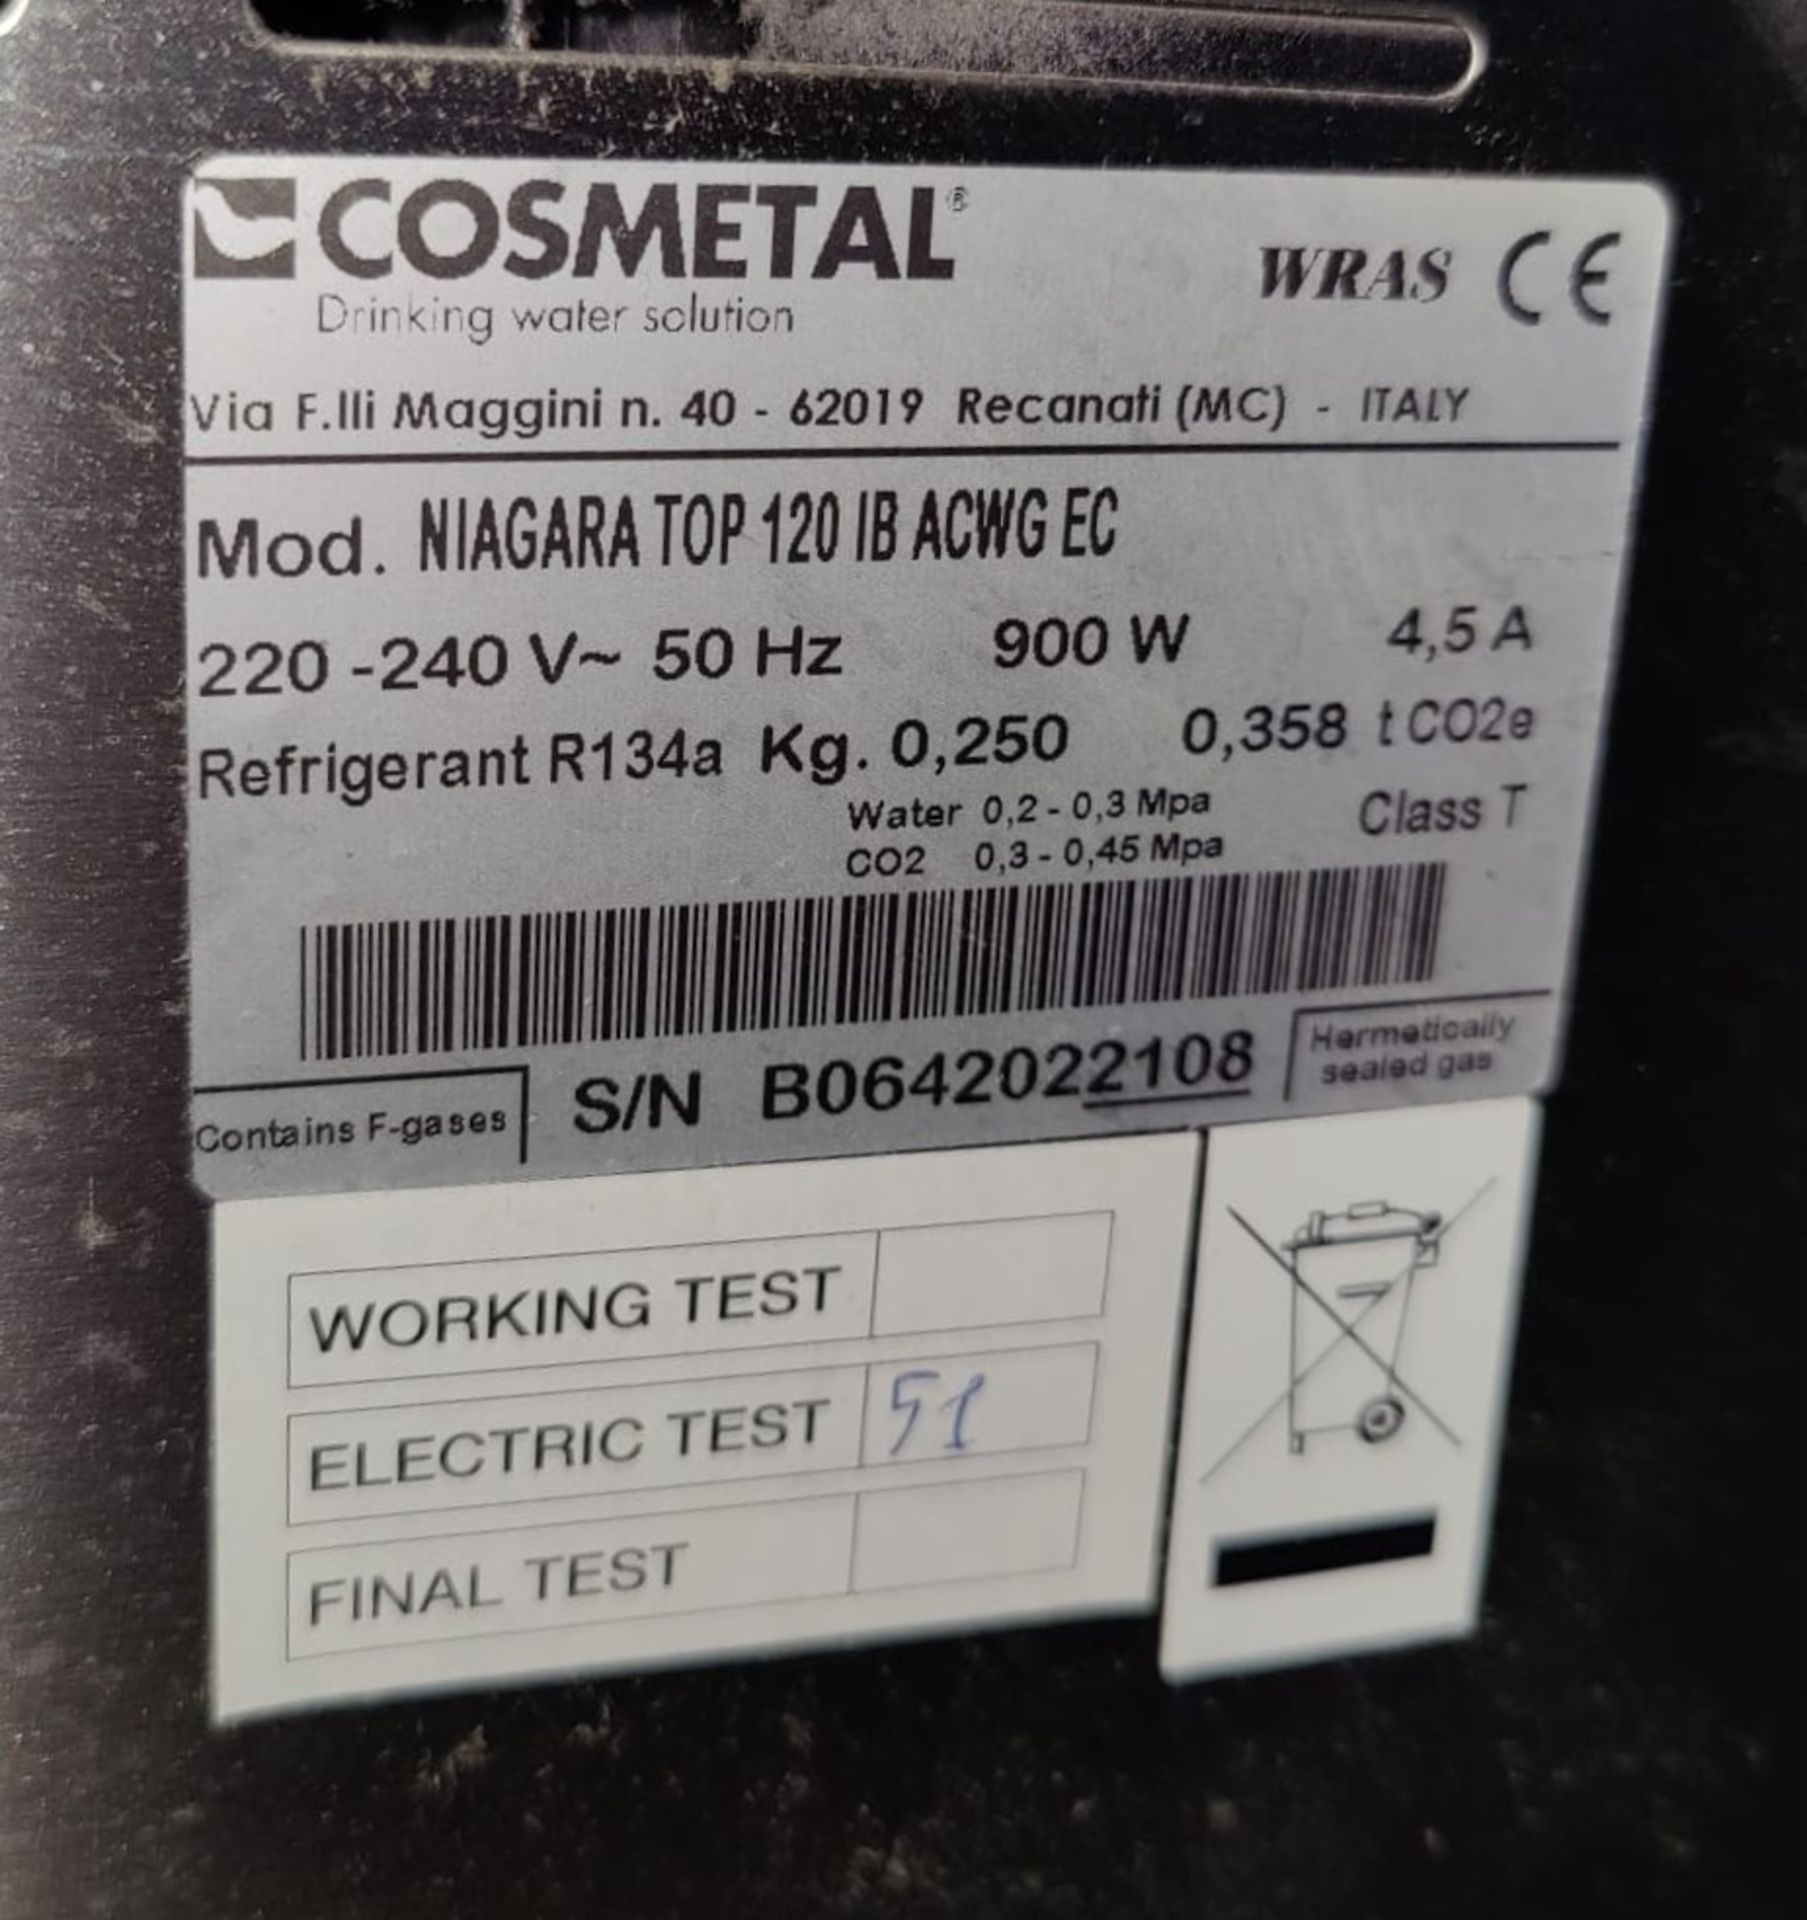 COSMETAL®
Drinking water solution
WRAS CE
Via F.lli Maggini n. 40 - 62019 Recanati (MC) - ITALY
Mod. NIAGARA TOP 120 IB ACWG EC
220 -240 V~ 50 Hz 900 W 4,5 A
Refrigerant R134a Kg. 0,250 0,358 t CO2e
Water 0,2 - 0,3 Mpa Class T
CO2 0,3 - 0,45 Mpa
Contains F-gases
S/N B0642022108
Hermetically
sealed gas
WORKING TEST
ELECTRIC TEST 51
FINAL TEST